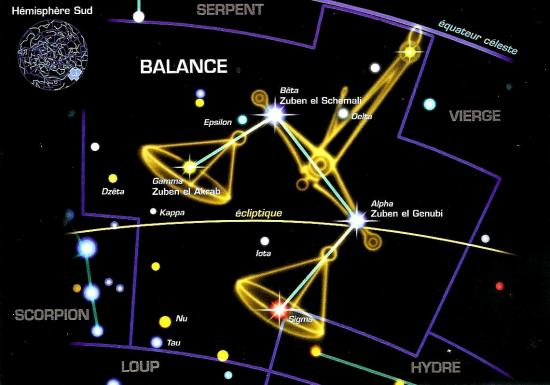 Hémisphère Sud
SERPENT
équateur céleste
BALANCE
Bêta
Zuben el Schemali
Delta
Epsilon
VIERGE
Gamma
Zuben el Akrab
Dzêta
Kappa
écliptique
Alpha
Zuben el Genubi
Iota
SCORPION
Nu
Sigma
Tau
LOUP
HYDRE